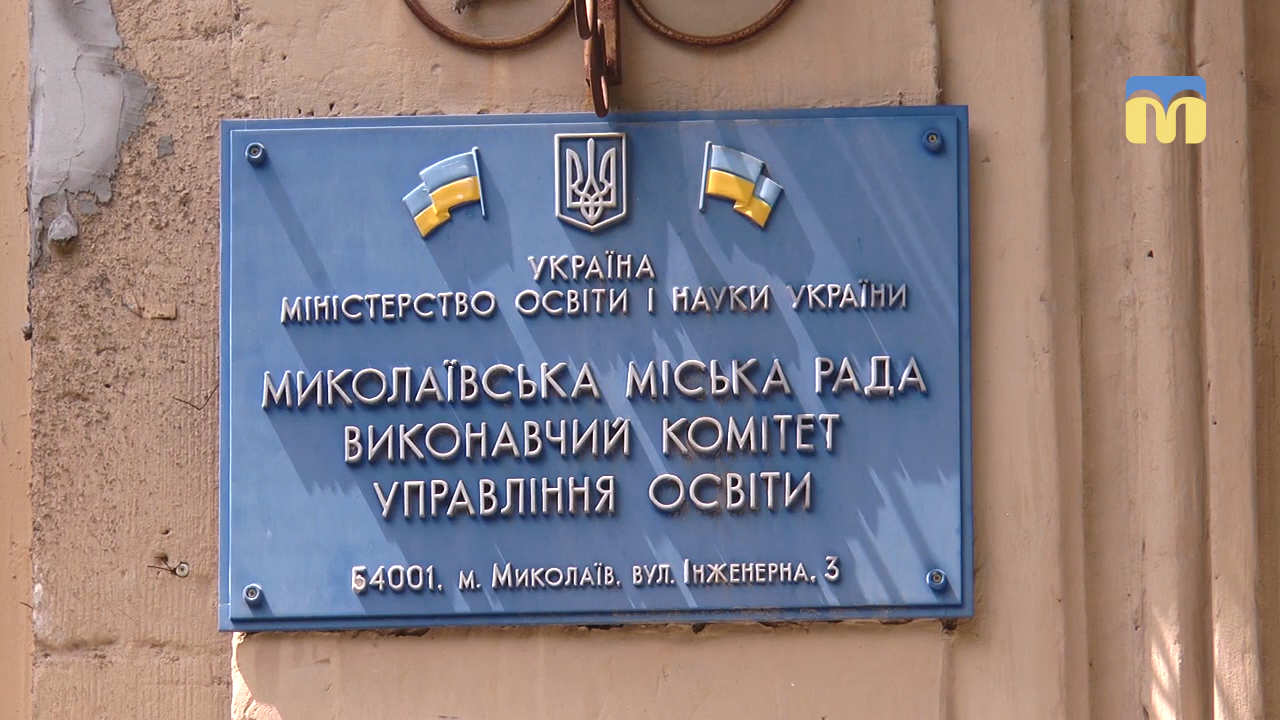 УКРАЇНА
МІНІСТЕРСТВО ОСВІТИ І НАУКИ УКРАЇНИ
МИКОЛАЇВСЬКА МІСЬКА РАДА
ВИКОНАВЧИЙ КОМІТЕТ
УПРАВЛІННЯ ОСВІТИ
54001, м. Миколаїв, вул. Інженерна, 3